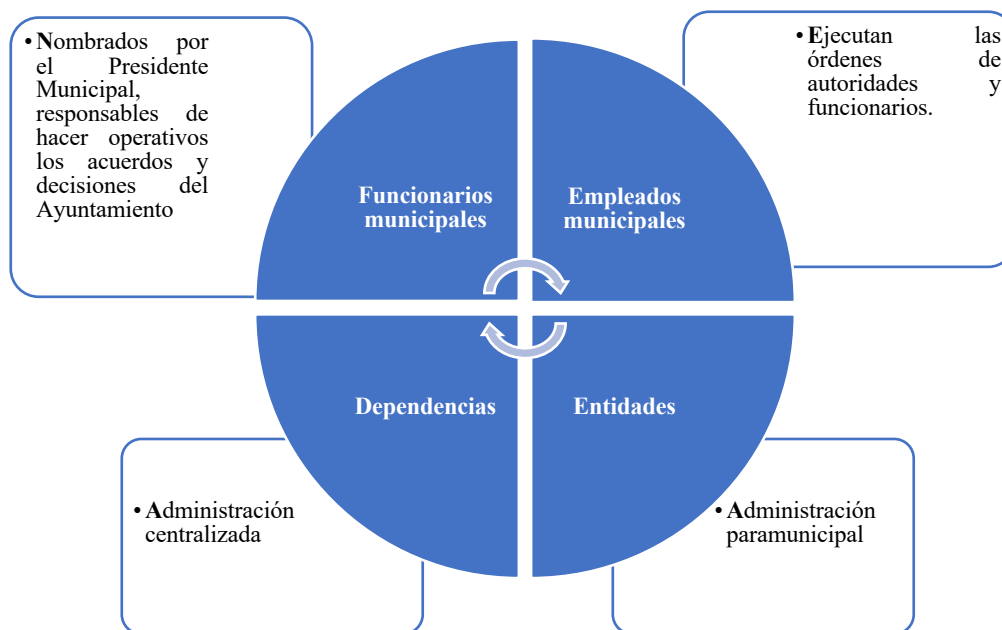 • Nombrados por
el Presidente
Municipal,
responsables de
hacer operativos
los acuerdos y
decisiones del
Ayuntamiento
• Ejecutan las
órdenes de
autoridades y
funcionarios.
Funcionarios
municipales
Empleados
municipales
Dependencias
Entidades
• Administración
centralizada
• Administración
paramunicipal